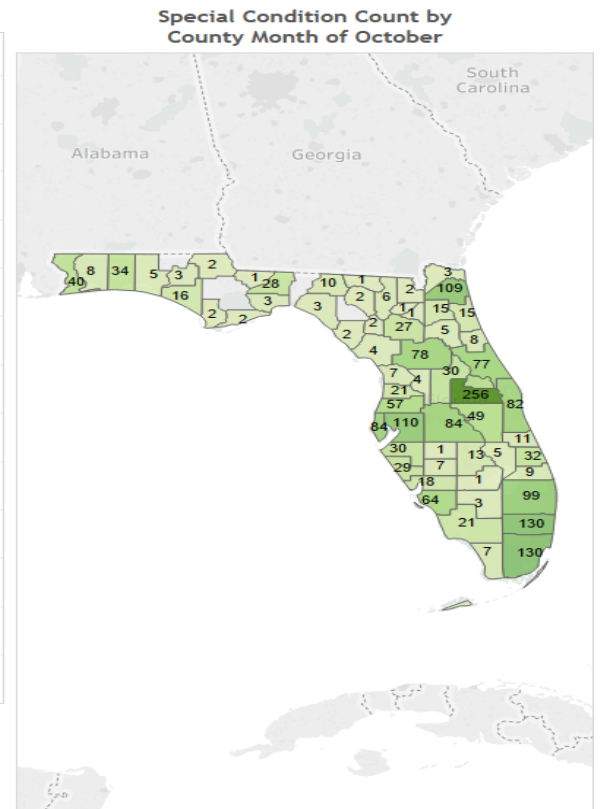 Special Condition Count by
County Month of October
South
Carolina
Alabama
Georgia
40 8 34 5 3 2
16
2 2
1 28
3
10 1
3 2 6 2
3
109
1 1 15 15
2 2 27 5 8
4 78 77
7 4 30
21 256
57 82
84 110 84 49
11
30 1 13 5 32
29 7 9
18 1
64 3 99
21 130
7 130